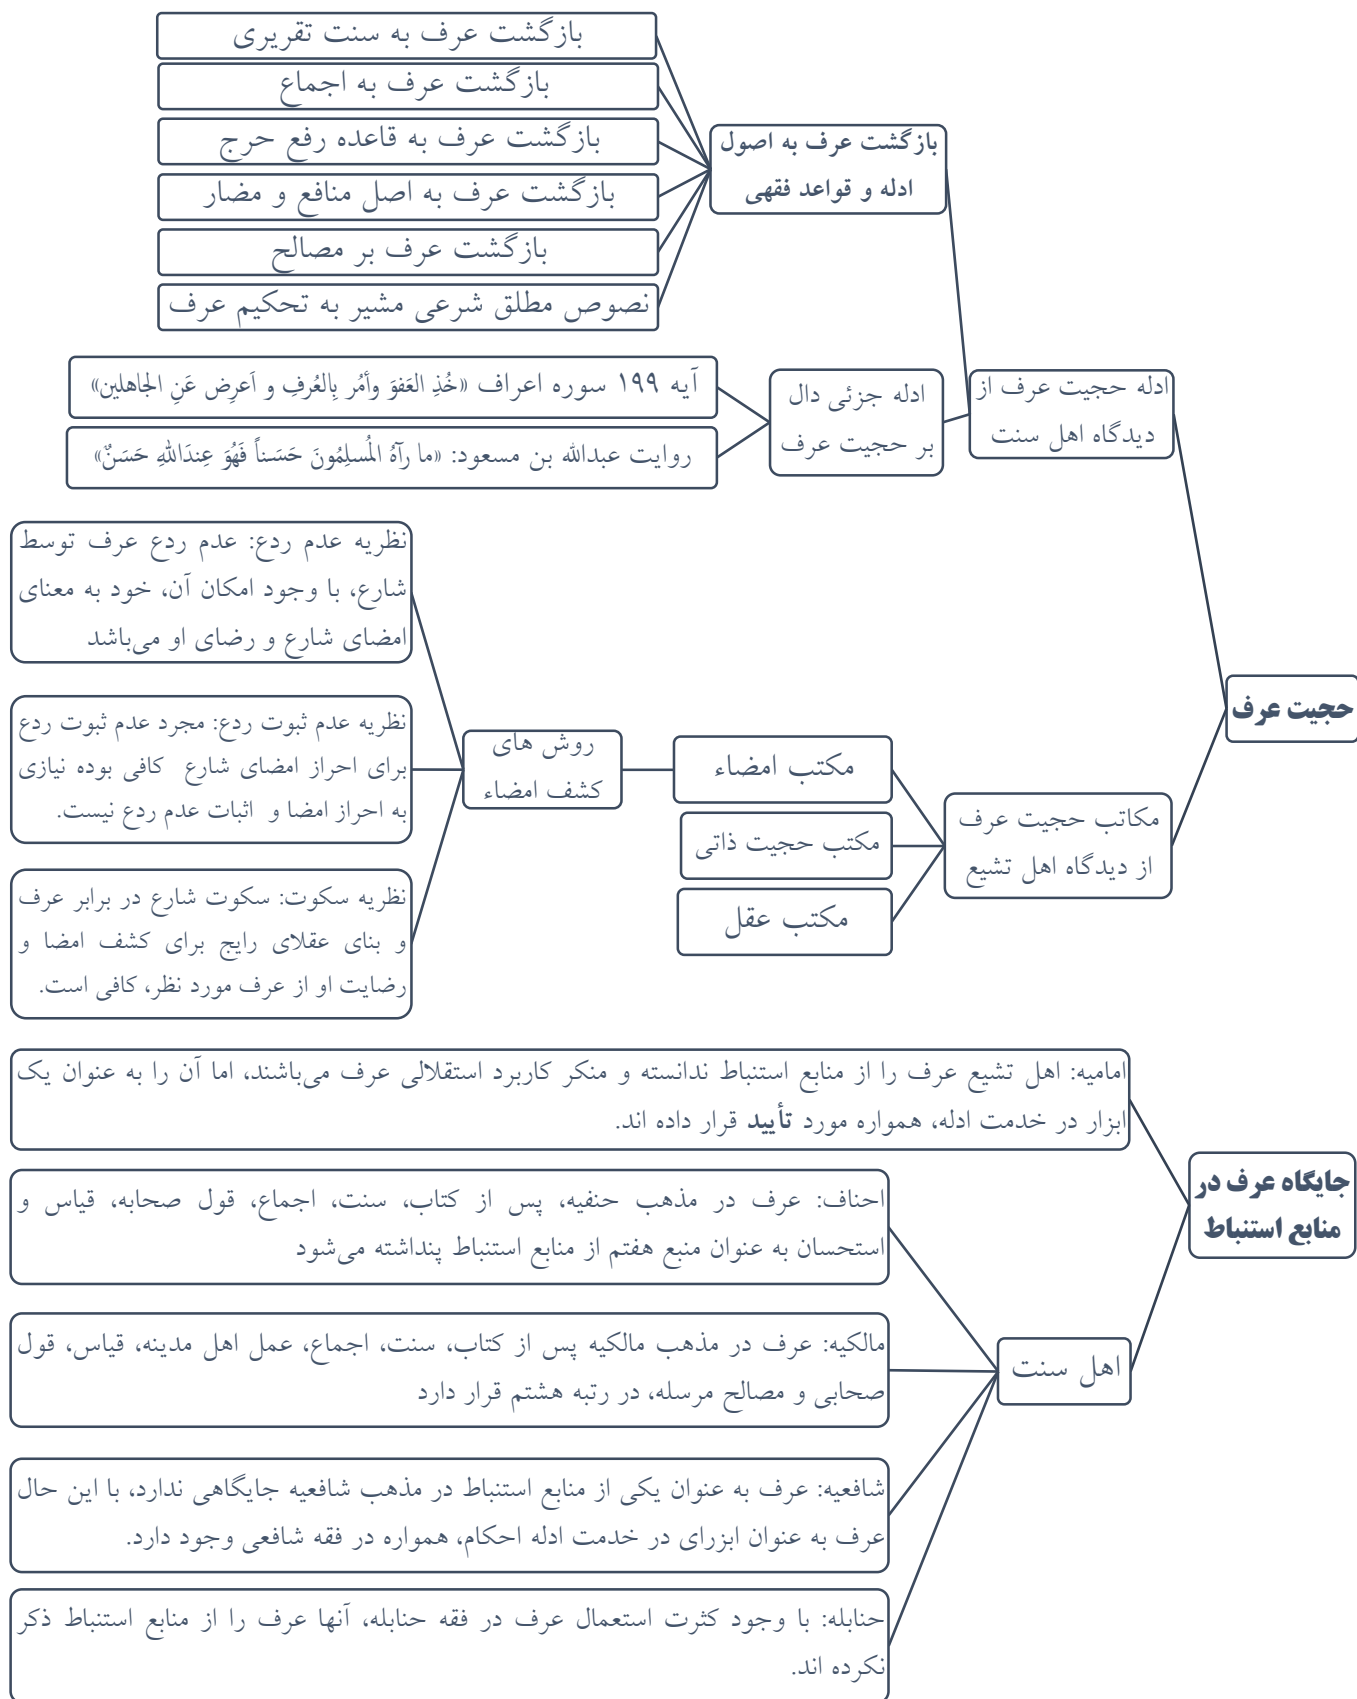 حجیت عرف
ادله حجیت عرف از
دیدگاه اهل سنت
بازگشت عرف به اصول
ادله و قواعد فقهی
بازگشت عرف به سنت تقریری
بازگشت عرف به اجماع
بازگشت عرف به قاعده رفع حرج
بازگشت عرف به اصل منافع و مضار
بازگشت عرف بر مصالح
نصوص مطلق شرعی مشیر به تحکیم عرف
ادله جزئی دال
بر حجیت عرف
آیه ۱۹۹ سوره اعراف «خُذِ العَفوَ وأمُر بِالعُرفِ و اَعرِض عَنِ الجاهلین»
روایت عبدالله بن مسعود: «ما رآهُ المُسلِمُونَ حَسَناً فَهُوَ عِندَاللهِ حَسَنٌ»
مکاتب حجیت عرف
از دیدگاه اهل تشیع
مکتب امضاء
مکتب حجیت ذاتی
مکتب عقل
روش های
کشف امضاء
نظریه عدم ردع: عدم ردع عرف توسط
شارع، با وجود امکان آن، خود به معنای
امضای شارع و رضای او می‌باشد
نظریه عدم ثبوت ردع: مجرد عدم ثبوت ردع
برای احراز امضای شارع کافی بوده نیازی
به احراز امضا و اثبات عدم ردع نیست.
نظریه سکوت: سکوت شارع در برابر عرف
و بنای عقلای رایج برای کشف امضا و
رضایت او از عرف مورد نظر، کافی است.
جایگاه عرف در
منابع استنباط
امامیه: اهل تشیع عرف را از منابع استنباط ندانسته و منکر کاربرد استقلالی عرف می‌باشند، اما آن را به عنوان یک
ابزار در خدمت ادله، همواره مورد تأیید قرار داده اند.
اهل سنت
احناف: عرف در مذهب حنفیه، پس از کتاب، سنت، اجماع، قول صحابه، قیاس و
استحسان به عنوان منبع هفتم از منابع استنباط پنداشته می‌شود
مالکیه: عرف در مذهب مالکیه پس از کتاب، سنت، اجماع، عمل اهل مدینه، قیاس، قول
صحابی و مصالح مرسله، در رتبه هشتم قرار دارد
شافعیه: عرف به عنوان یکی از منابع استنباط در مذهب شافعیه جایگاهی ندارد، با این حال
عرف به عنوان ابزرای در خدمت ادله احکام، همواره در فقه شافعی وجود دارد.
حنابله: با وجود کثرت استعمال عرف در فقه حنابله، آنها عرف را از منابع استنباط ذکر
نکرده اند.